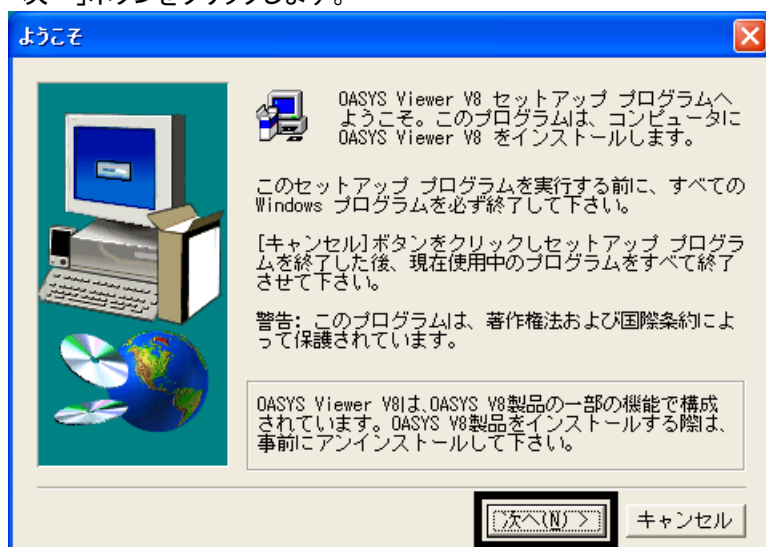 次へ]ボタンをクリックします。
ようこそ
OASYS Viewer V8 セットアップ プログラムへ
ようこそ。このプログラムは、コンピュータに
OASYS Viewer V8 をインストールします。
このセットアップ プログラムを実行する前に、すべての
Windows プログラムを必ず終了して下さい。
[キャンセル]ボタンをクリックしセットアップ プログラ
ムを終了した後、現在使用中のプログラムをすべて終了
させて下さい。
警告: このプログラムは、著作権法および国際条約によ
って保護されています。
OASYS Viewer V8は、OASYS V8製品の一部の機能で構成
されています。OASYS V8製品をインストールする際は、
事前にアンインストールして下さい。
次へ(N) >
キャンセル